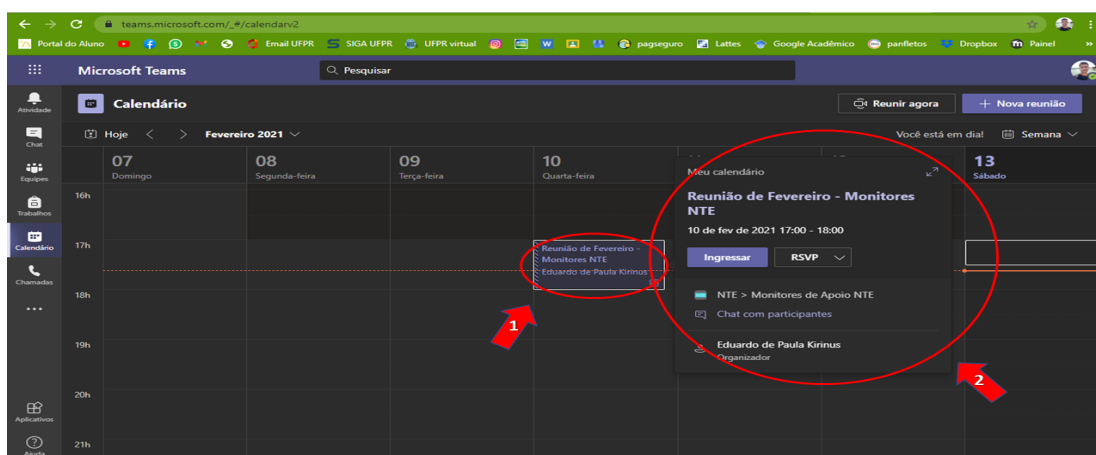 teams.microsoft.com/_#/calendarv2
Portal do Aluno Email UFPR SIGA UFPR UFPR virtual pagseguro Lattes Google Acadêmico panfletos Dropbox Painel »
Microsoft Teams
Pesquisar
Atividade
Chat
Equipes
Trabalhos
Calendário
Chamadas
Aplicativos
Ajuda
Calendário
Reunir agora
+ Nova reunião
Hoje < > Fevereiro 2021
Você está em dia!
Semana
07
Domingo
08
Segunda-feira
09
Terça-feira
10
Quarta-feira
13
Sábado
16h
17h
18h
19h
20h
21h
Reunião de Fevereiro -
Monitores NTE
Eduardo de Paula Kirinus
1
Meu calendário
Reunião de Fevereiro - Monitores
NTE
10 de fev de 2021 17:00 - 18:00
Ingressar
RSVP
NTE > Monitores de Apoio NTE
Chat com participantes
Eduardo de Paula Kirinus
Organizador
2